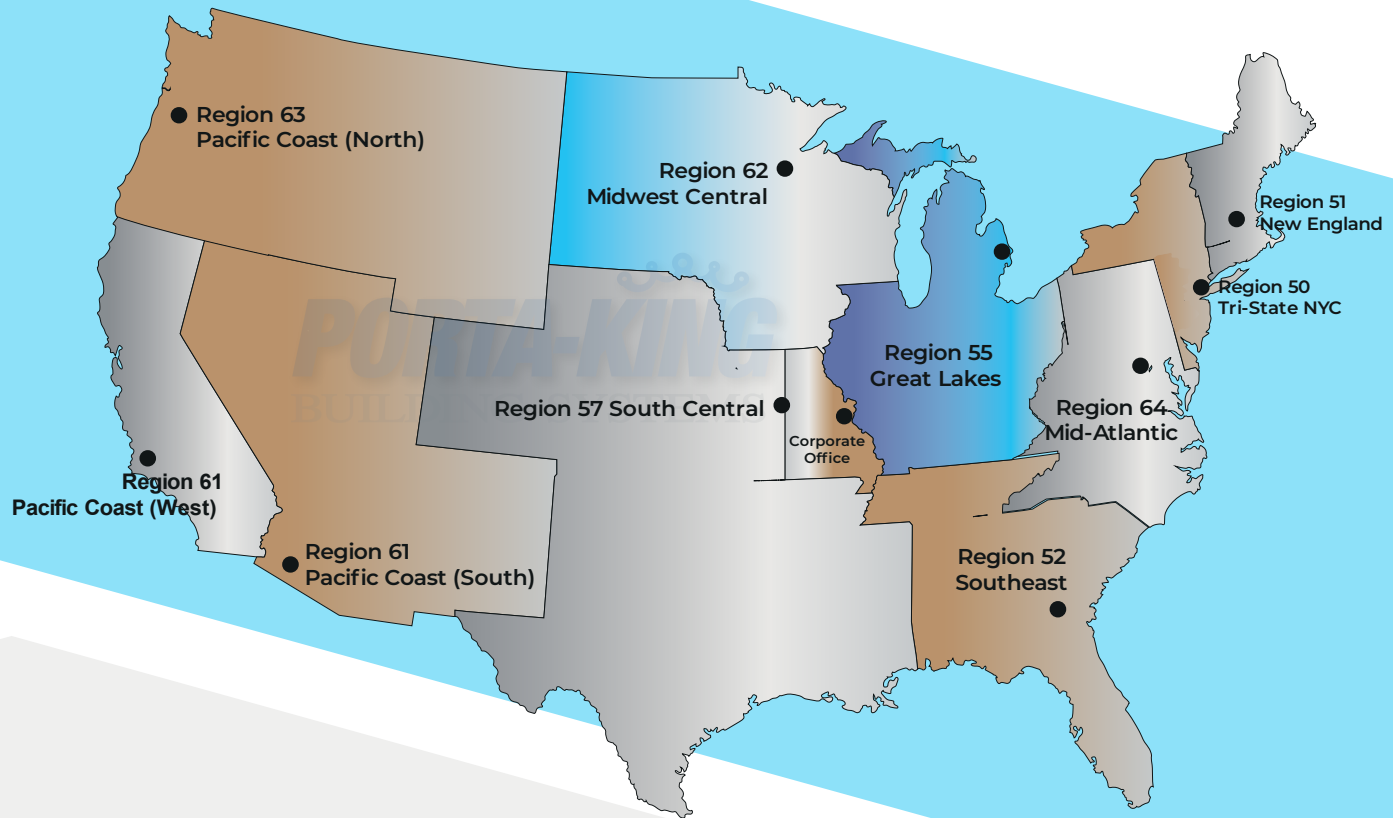 Region 63
Pacific Coast (North)
Region 62
Midwest Central
Region 51
New England
Region 50
Tri-State NYC
PORTA-KING
BUILDING SYSTEMS
Region 55
Great Lakes
Region 57 South Central
Region 64
Mid-Atlantic
Corporate
Office
Region 61
Pacific Coast (West)
Region 61
Pacific Coast (South)
Region 52
Southeast